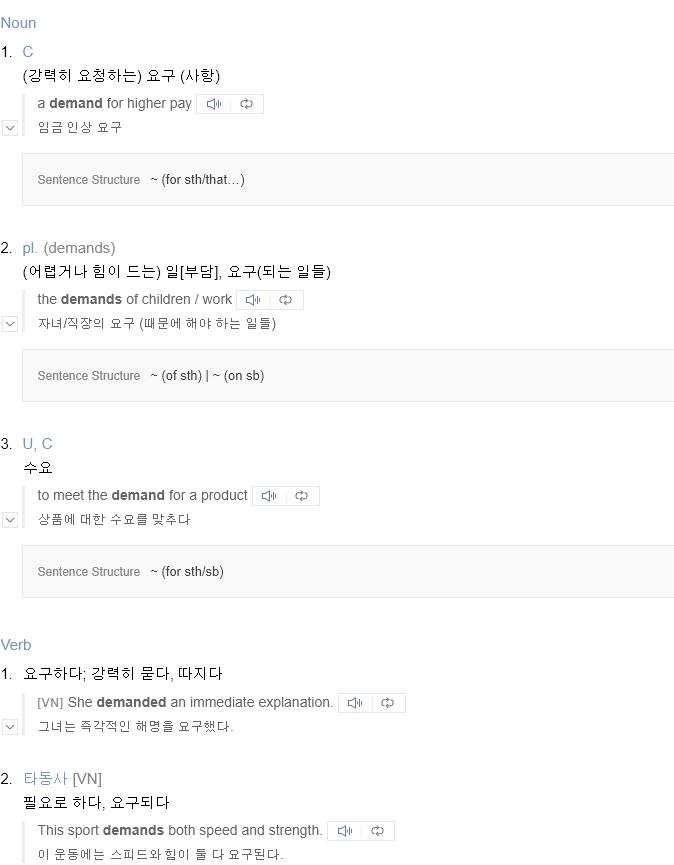 Noun
1. C
(강력히 요청하는) 요구 (사항)
a demand for higher pay
임금 인상 요구
Sentence Structure ~ (for sth/that…)
2. pl. (demands)
(어렵거나 힘이 드는) 일[부담], 요구(되는 일들)
the demands of children / work
자녀/직장의 요구 (때문에 해야 하는 일들)
Sentence Structure ~ (of sth) | ~ (on sb)
3. U, C
수요
to meet the demand for a product
상품에 대한 수요를 맞추다
Sentence Structure ~ (for sth/sb)
Verb
1. 요구하다; 강력히 묻다, 따지다
[VN] She demanded an immediate explanation.
그녀는 즉각적인 해명을 요구했다.
2. 타동사 [VN]
필요로 하다, 요구되다
This sport demands both speed and strength.
이 운동에는 스피드와 힘이 둘 다 요구된다.